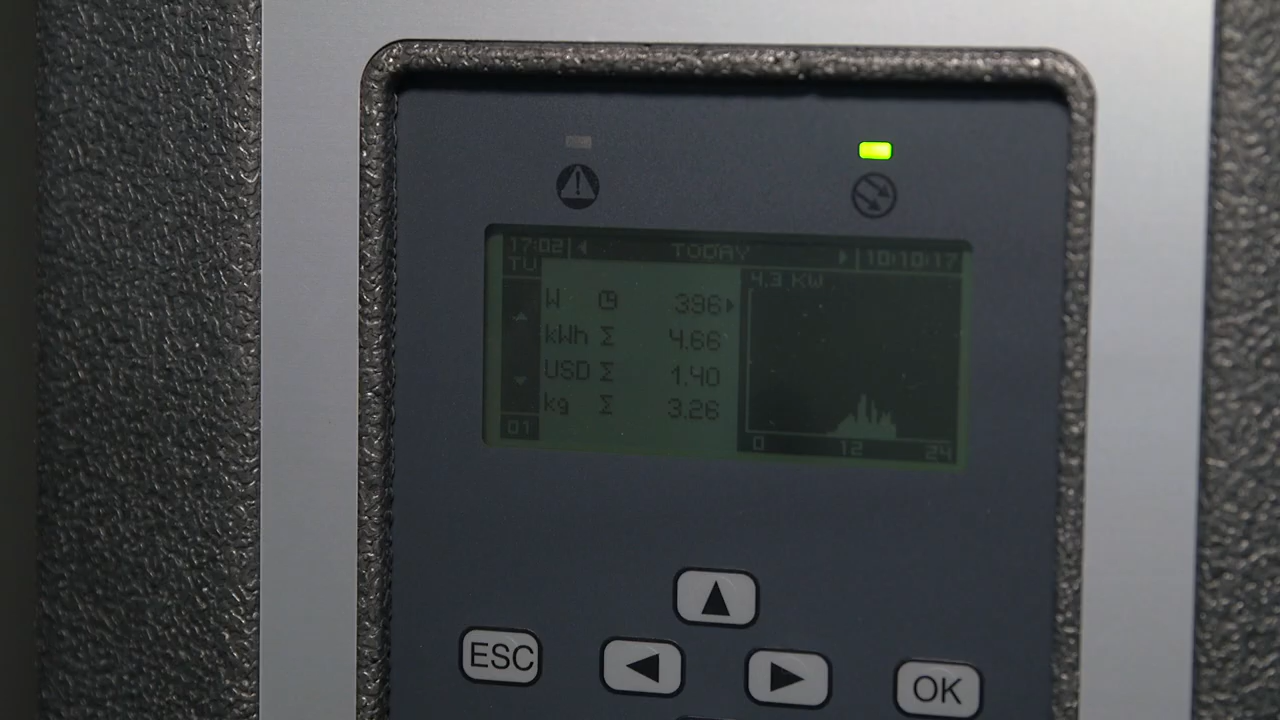 17:02 TODAY 10:10:17
TU
4.3 KW
W 396
kWh Σ 4.66
USD Σ 1.40
kg Σ 3.26
01
0 12 24
ESC
OK